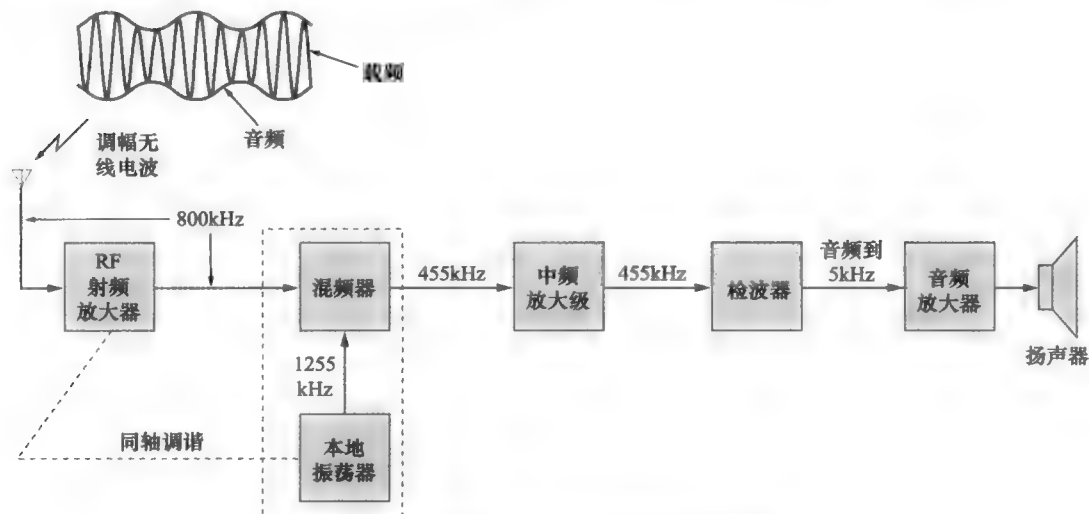 载频
音频
调幅无
线电波
800kHz
RF
射频
放大器
混频器
455kHz
中频
放大级
455kHz
检波器
音频到
5kHz
音频
放大器
扬声器
1255
kHz
同轴调谐
本地
振荡器